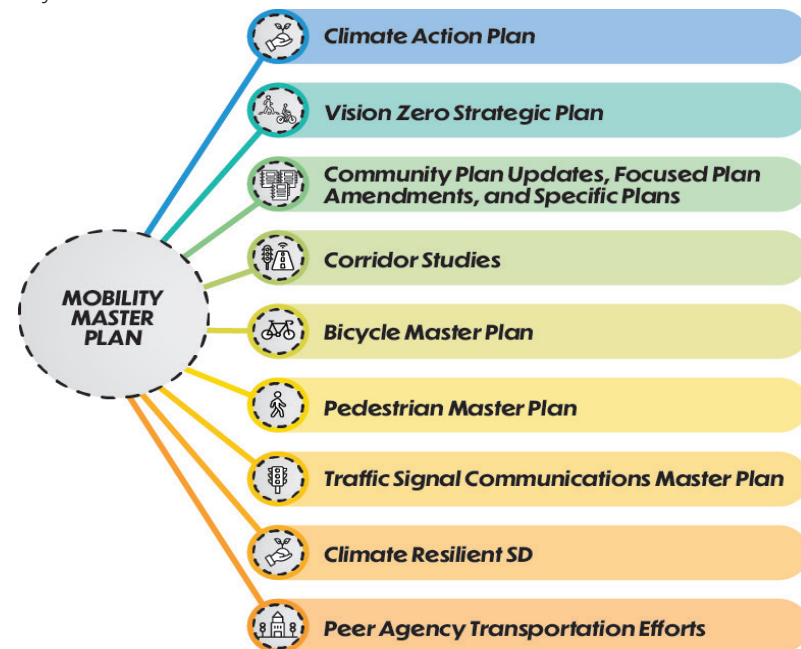 Climate Action Plan
Vision Zero Strategic Plan
Community Plan Updates, Focused Plan
Amendments, and Specific Plans
Corridor Studies
MOBILITY
MASTER
PLAN
Bicycle Master Plan
Pedestrian Master Plan
Traffic Signal Communications Master Plan
Climate Resilient SD
Peer Agency Transportation Efforts